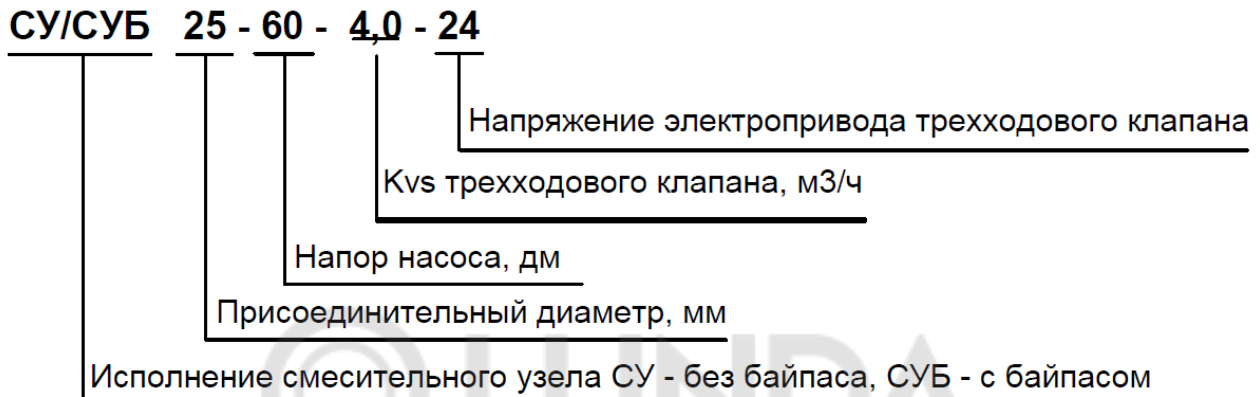 СУ/СУБ 25 - 60 - 4,0 - 24
Напряжение электропривода трехходового клапана
Kvs трехходового клапана, м3/ч
Напор насоса, дм
Присоединительный диаметр, мм
LUNDA
Исполнение смесительного узла СУ - без байпаса, СУБ - с байпасом